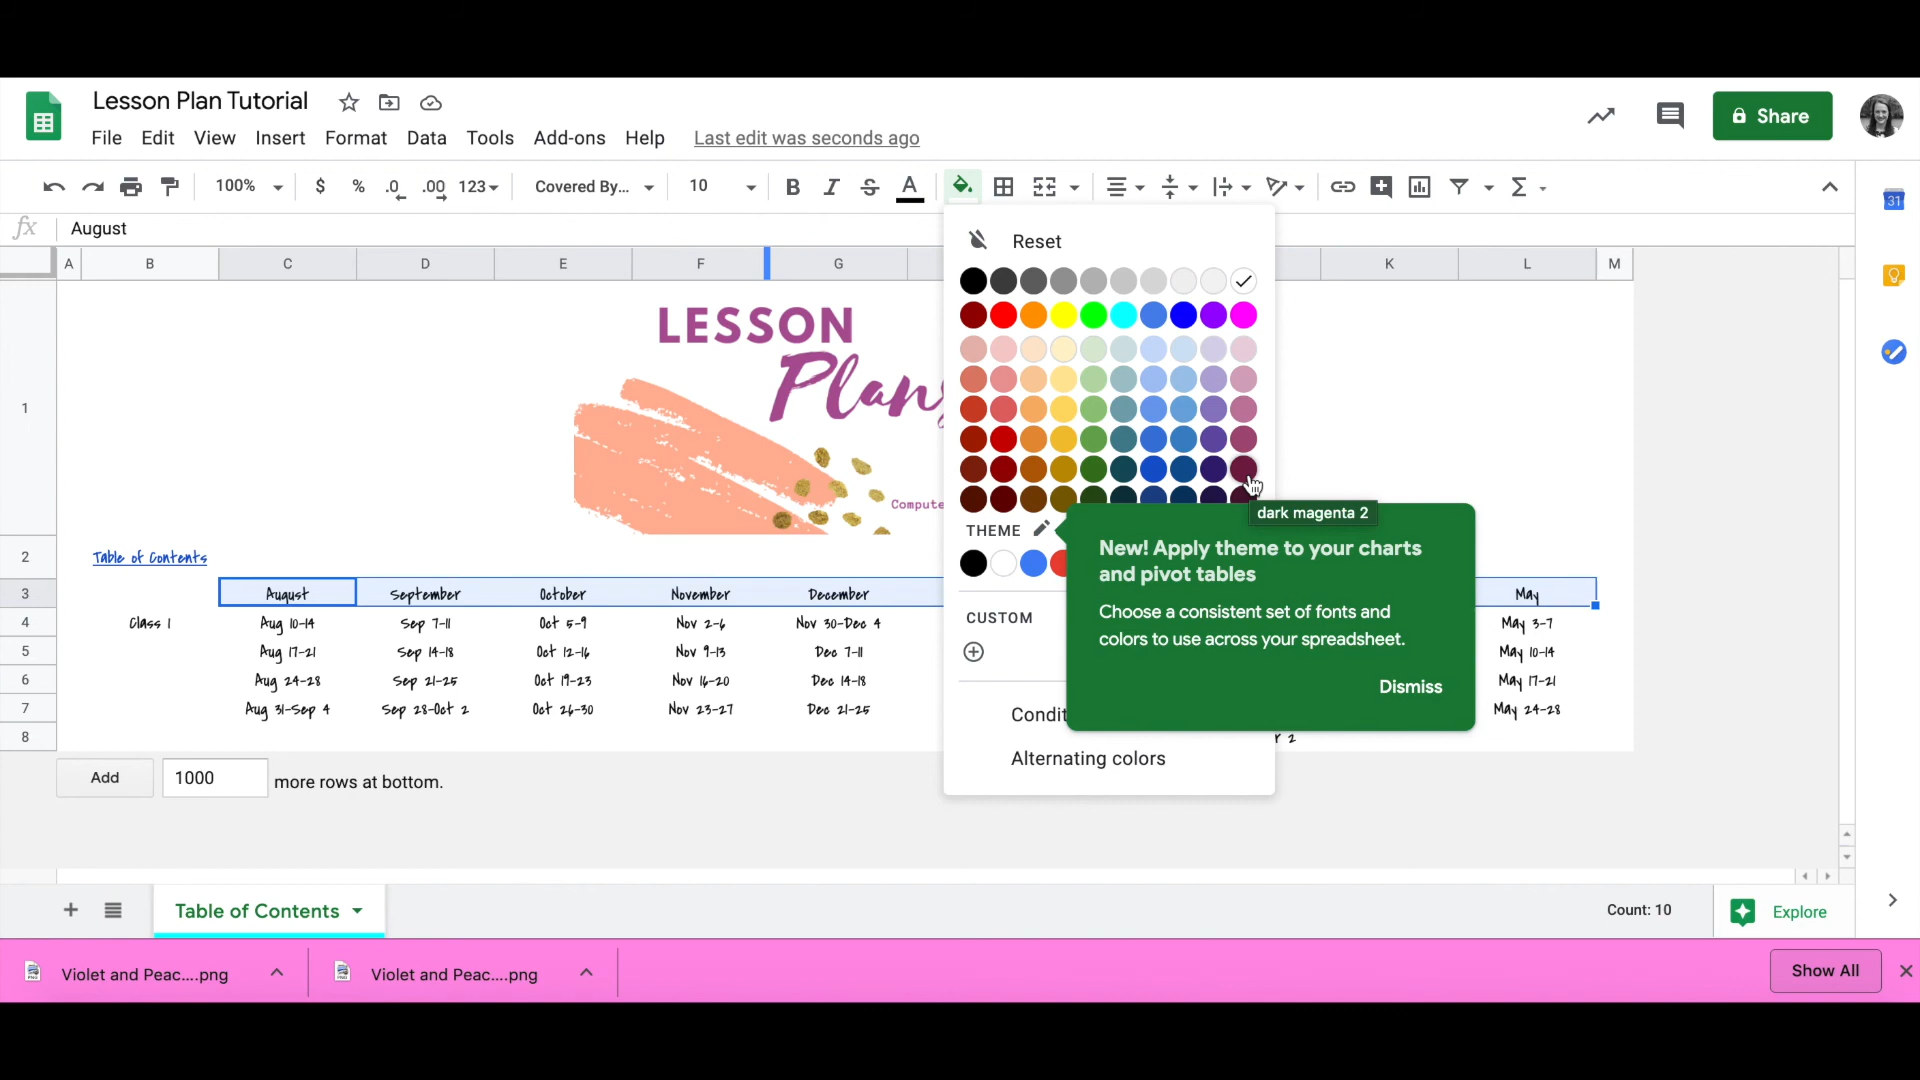 Lesson Plan Tutorial
File Edit View Insert Format Data Tools Add-ons Help Last edit was seconds ago
Share
100% $ % .0 .00 123 Covered By... 10 B I S A Σ
31
fx August
A B C D E F G K L M
Reset
1
LESSON
Plans
Compute
dark magenta 2
THEME
New! Apply theme to your charts
and pivot tables
Choose a consistent set of fonts and
colors to use across your spreadsheet.
Dismiss
CUSTOM
Condit
Alternating colors
2 Table of Contents
3 August September October November December May
4 Class 1 Aug 10-14 Sep 7-11 Oct 5-9 Nov 2-6 Nov 30-Dec 4 May 3-7
5 Aug 17-21 Sep 14-18 Oct 12-16 Nov 9-13 Dec 7-11 May 10-14
6 Aug 24-28 Sep 21-25 Oct 19-23 Nov 16-20 Dec 14-18 May 17-21
7 Aug 31-Sep 4 Sep 28-Oct 2 Oct 26-30 Nov 23-27 Dec 21-25 May 24-28
8 r 2
Add 1000 more rows at bottom.
Table of Contents
Count: 10
Explore
Violet and Peac....png
Violet and Peac....png
Show All